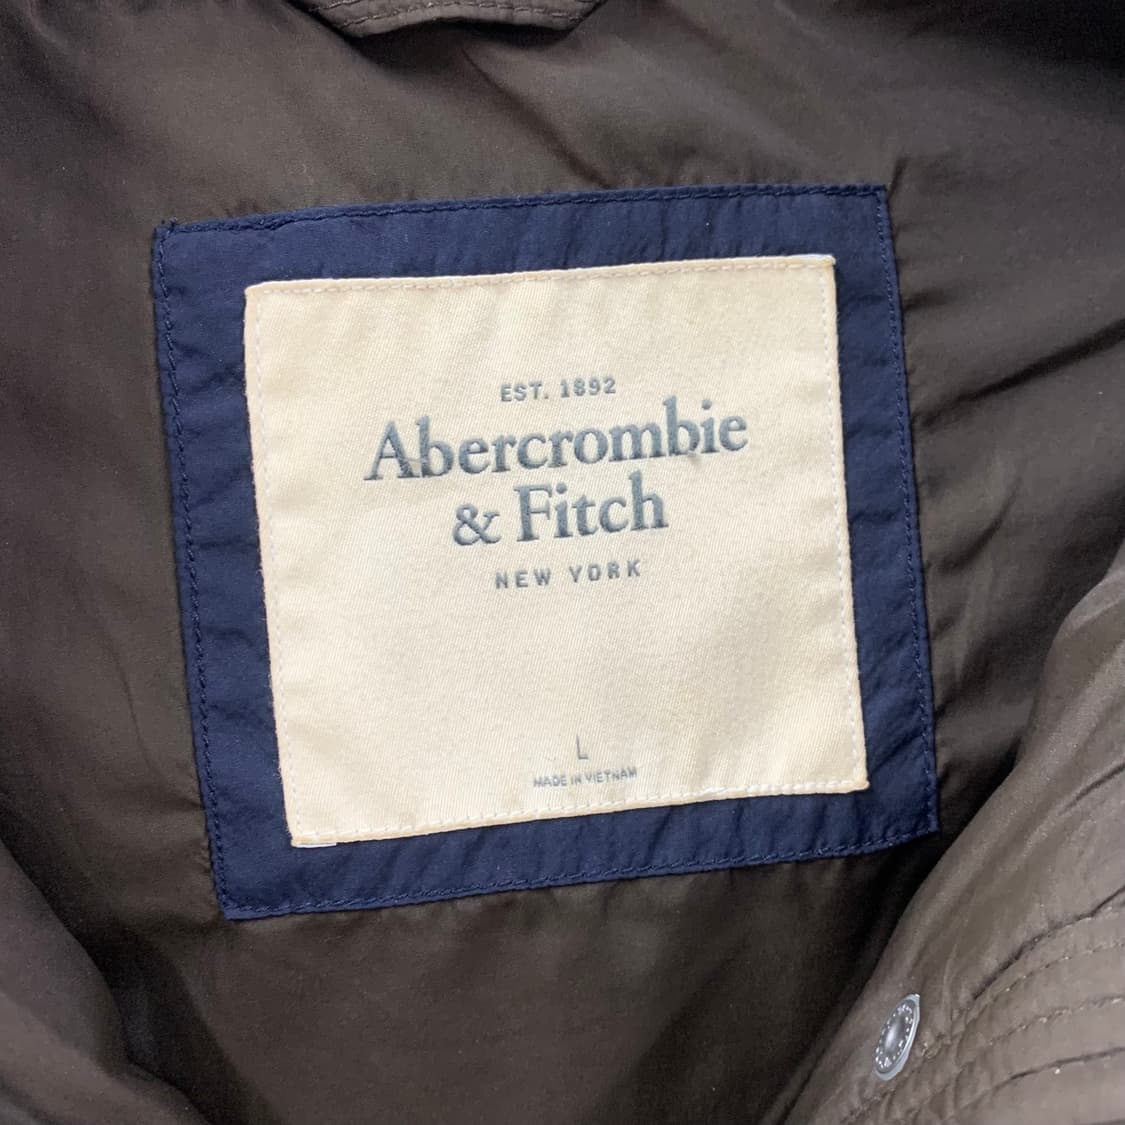 EST. 1892
Abercrombie
& Fitch
NEW YORK
L
MADE IN VIETNAM